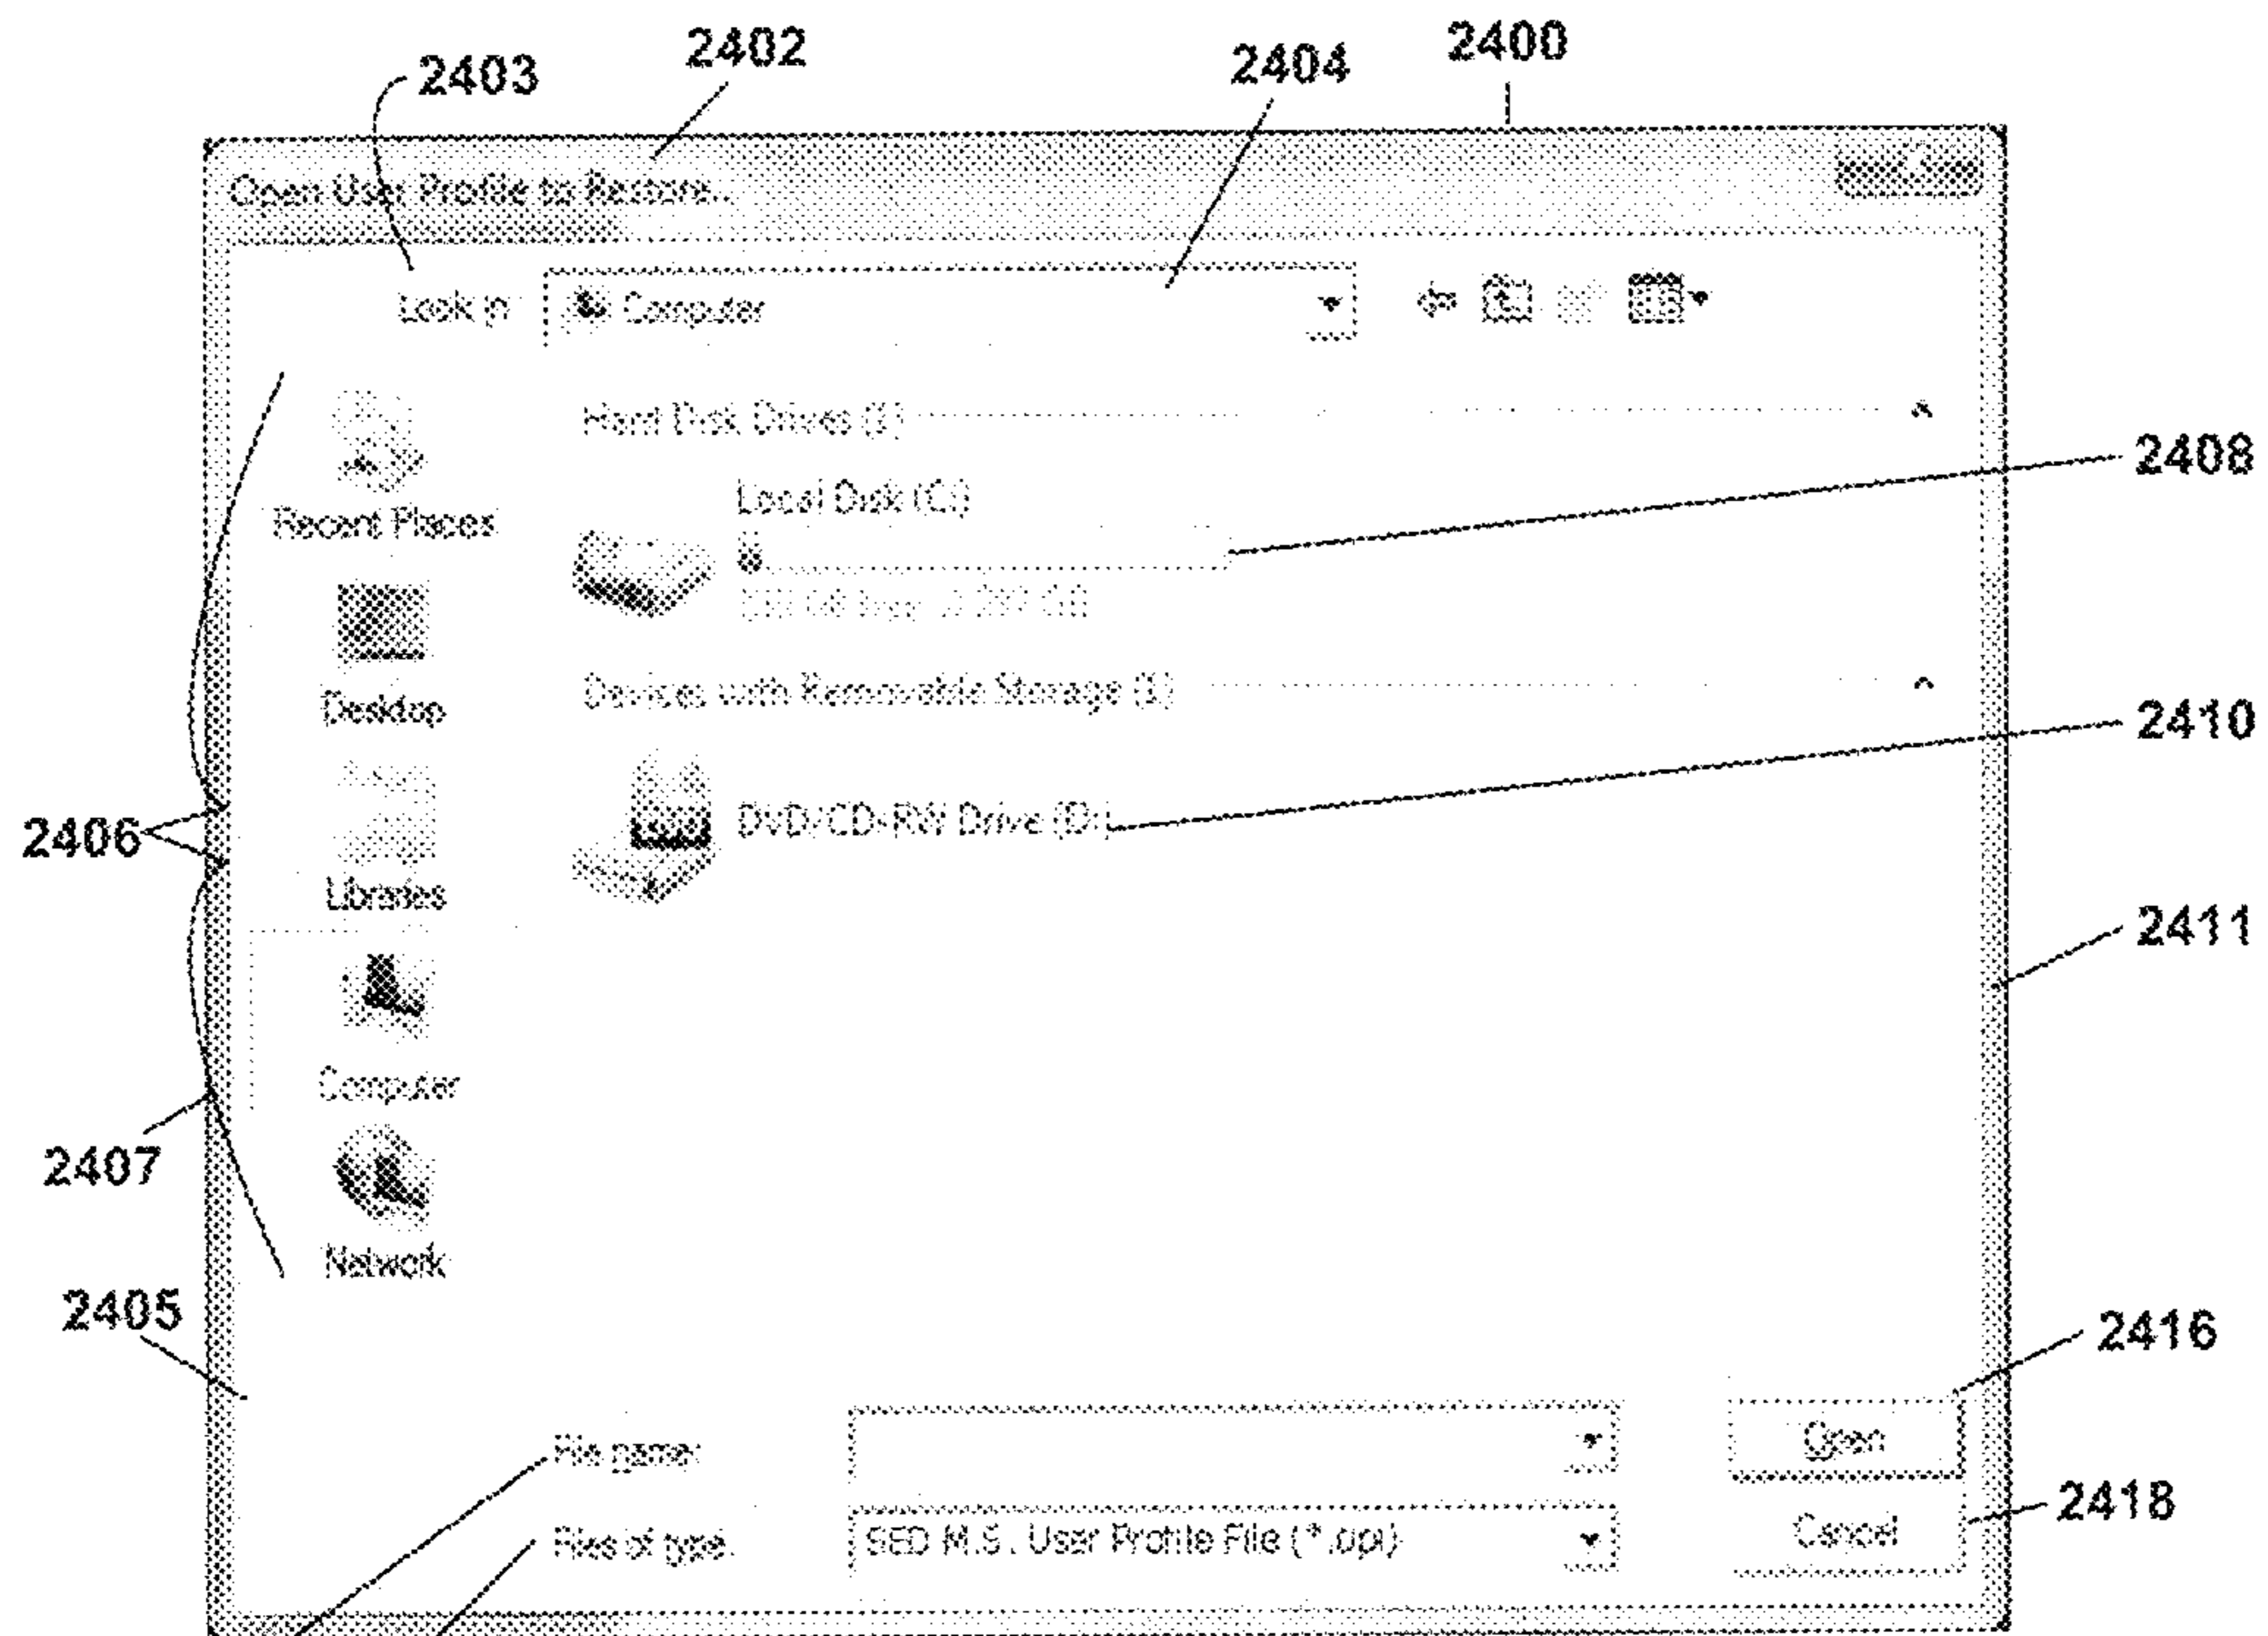 2403 2402 2404 2400
Open User Profile to Restore..
Look in: Computer
Hard Disk Drives (1)
2408
Local Disk (C:)
Recent Places
Devices with Removable Storage (1)
2410
Desktop
DVD/CD-RW Drive (D:)
2406
Libraries
2411
Computer
2407
Network
2405
2416
File name:
Open
2418
Files of type:
SED M.S. User Profile File (*.upi)
Cancel